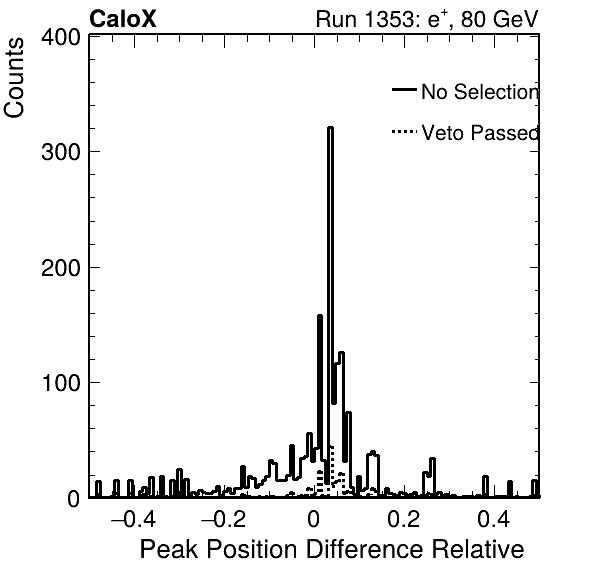 CaloX Run 1353: e⁺, 80 GeV
Counts
400
300
200
100
0
No Selection
Veto Passed
−0.4 −0.2 0 0.2 0.4
Peak Position Difference Relative